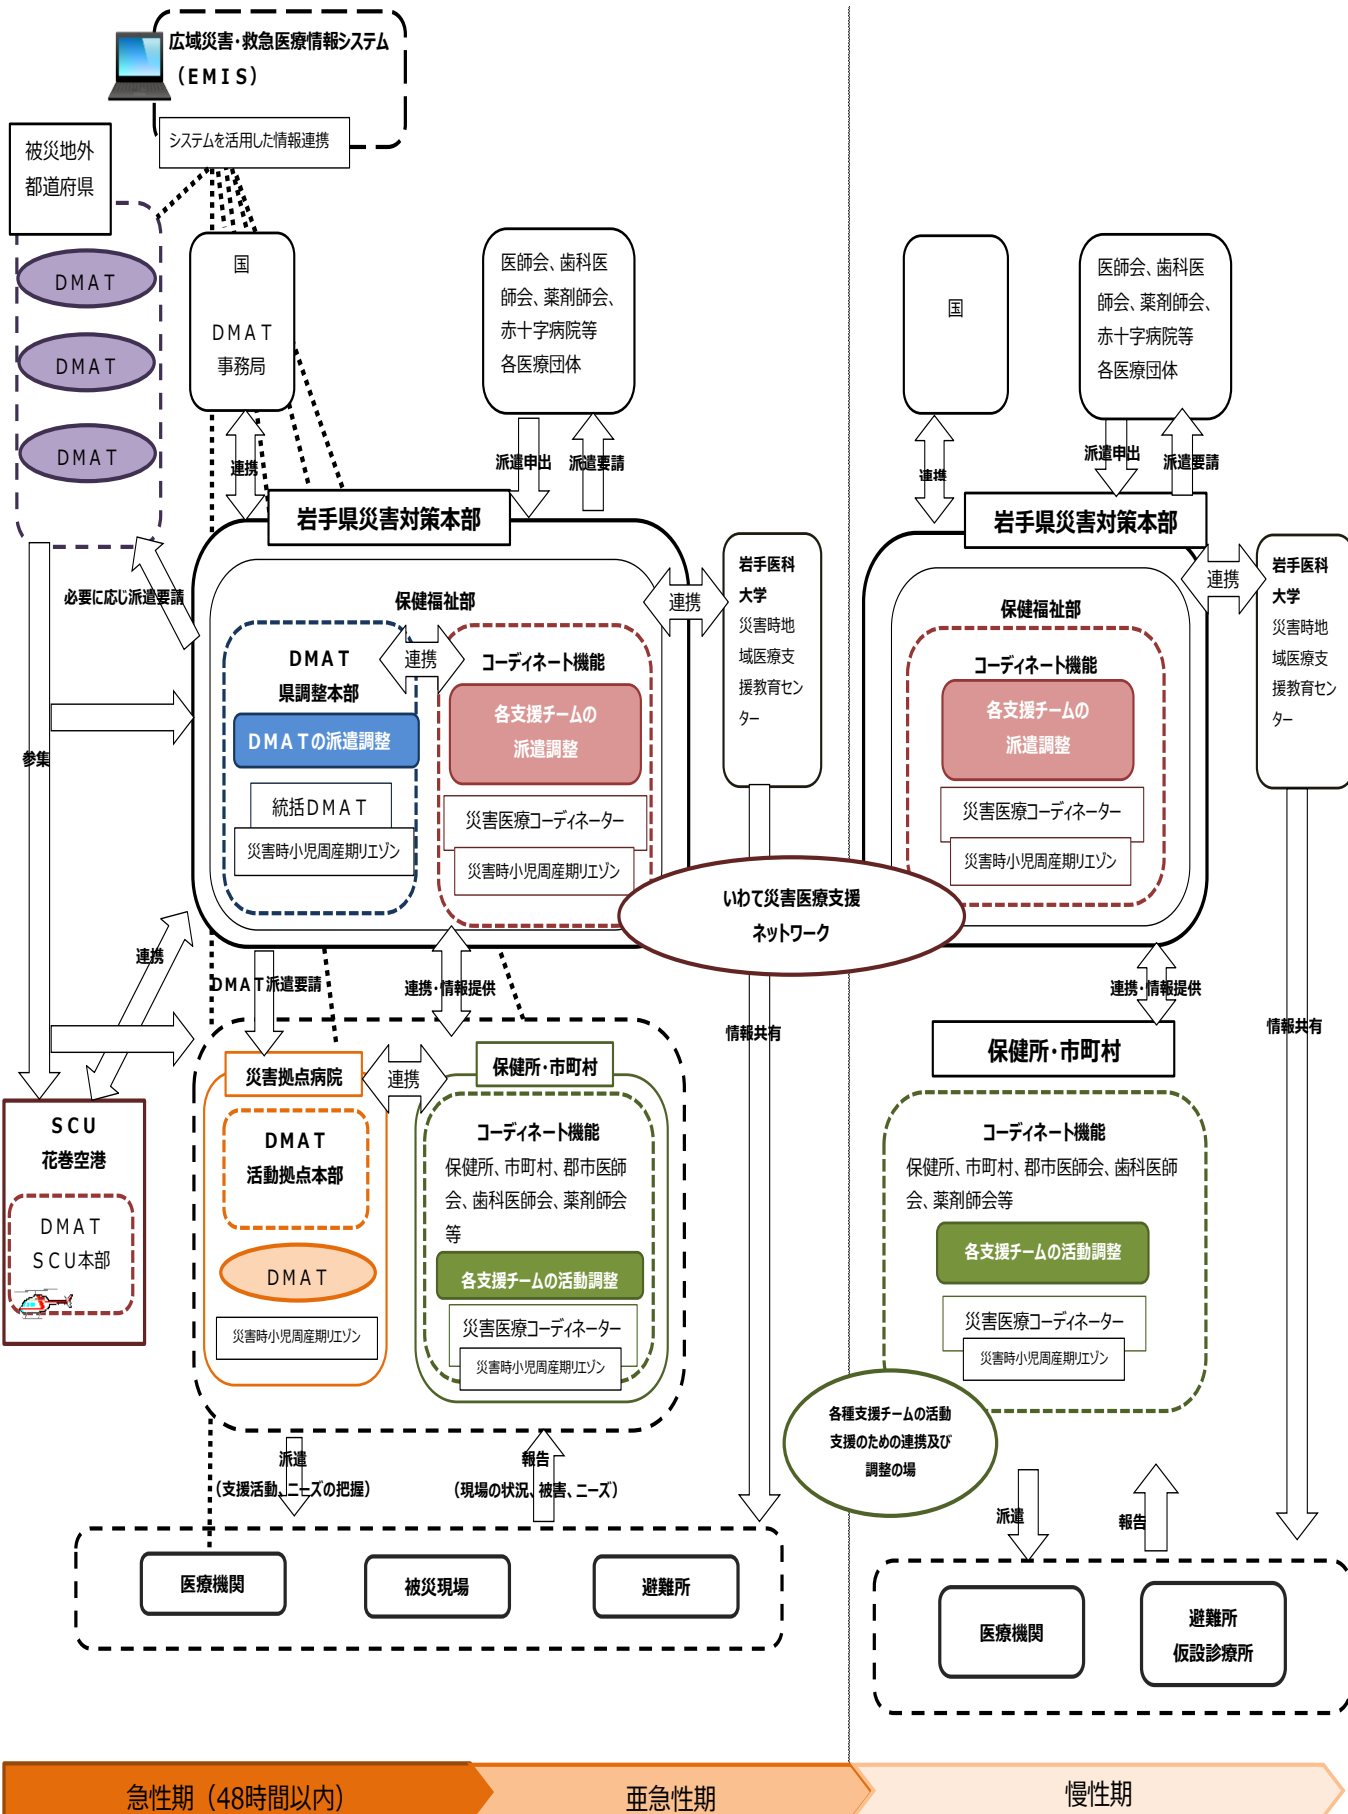 広域災害・救急医療情報システム
(ＥＭＩＳ)
システムを活用した情報連携
被災地外
都道府県
ＤＭＡＴ
ＤＭＡＴ
ＤＭＡＴ
国
ＤＭＡＴ
事務局
医師会、歯科医
師会、薬剤師会、
赤十字病院等
各医療団体
連携
派遣申出
派遣要請
岩手県災害対策本部
必要に応じ派遣要請
保健福祉部
ＤＭＡＴ
県調整本部
ＤＭＡＴの派遣調整
統括ＤＭＡＴ
災害時小児周産期リエゾン
連携
コーディネート機能
各支援チームの
派遣調整
災害医療コーディネーター
災害時小児周産期リエゾン
連携
岩手医科
大学
災害時地
域医療支
援教育セン
ター
参集
いわて災害医療支援
ネットワーク
連携
ＤＭＡＴ派遣要請
連携・情報提供
情報共有
ＳＣＵ
花巻空港
ＤＭＡＴ
ＳＣＵ本部
災害拠点病院
ＤＭＡＴ
活動拠点本部
ＤＭＡＴ
災害時小児周産期リエゾン
連携
保健所・市町村
コーディネート機能
保健所、市町村、郡市医師
会、歯科医師会、薬剤師会
等
各支援チームの活動調整
災害医療コーディネーター
災害時小児周産期リエゾン
派遣
(支援活動、ニーズの把握)
報告
(現場の状況、被害、ニーズ)
医療機関
被災現場
避難所
国
医師会、歯科医
師会、薬剤師会、
赤十字病院等
各医療団体
連携
派遣申出
派遣要請
岩手県災害対策本部
保健福祉部
コーディネート機能
各支援チームの
派遣調整
災害医療コーディネーター
災害時小児周産期リエゾン
連携
岩手医科
大学
災害時地
域医療支
援教育セン
ター
連携・情報提供
情報共有
保健所・市町村
コーディネート機能
保健所、市町村、郡市医師会、歯科医師
会、薬剤師会等
各支援チームの活動調整
災害医療コーディネーター
災害時小児周産期リエゾン
各種支援チームの活動
支援のための連携及び
調整の場
派遣
報告
医療機関
避難所
仮設診療所
急性期（48時間以内）
亜急性期
慢性期